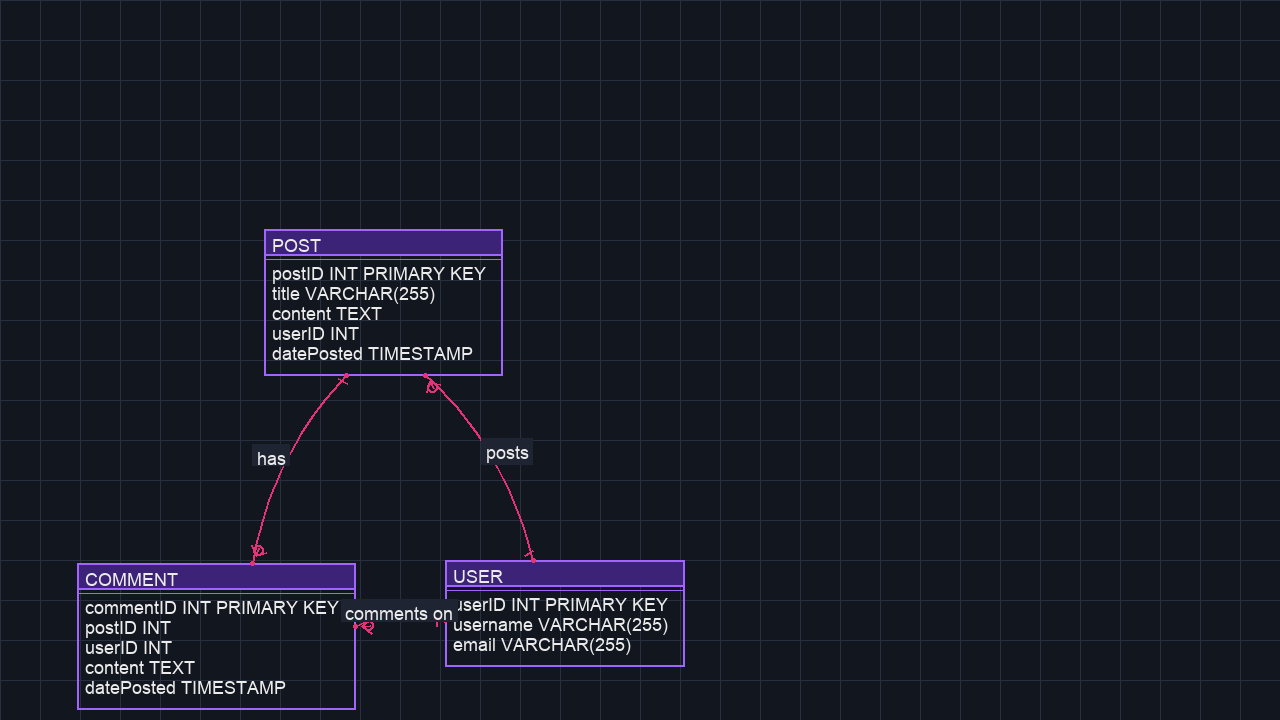 POST
postID INT PRIMARY KEY
title VARCHAR(255)
content TEXT
userID INT
datePosted TIMESTAMP
has
posts
COMMENT
commentID INT PRIMARY KEY
postID INT
userID INT
content TEXT
datePosted TIMESTAMP
comments on
USER
userID INT PRIMARY KEY
username VARCHAR(255)
email VARCHAR(255)